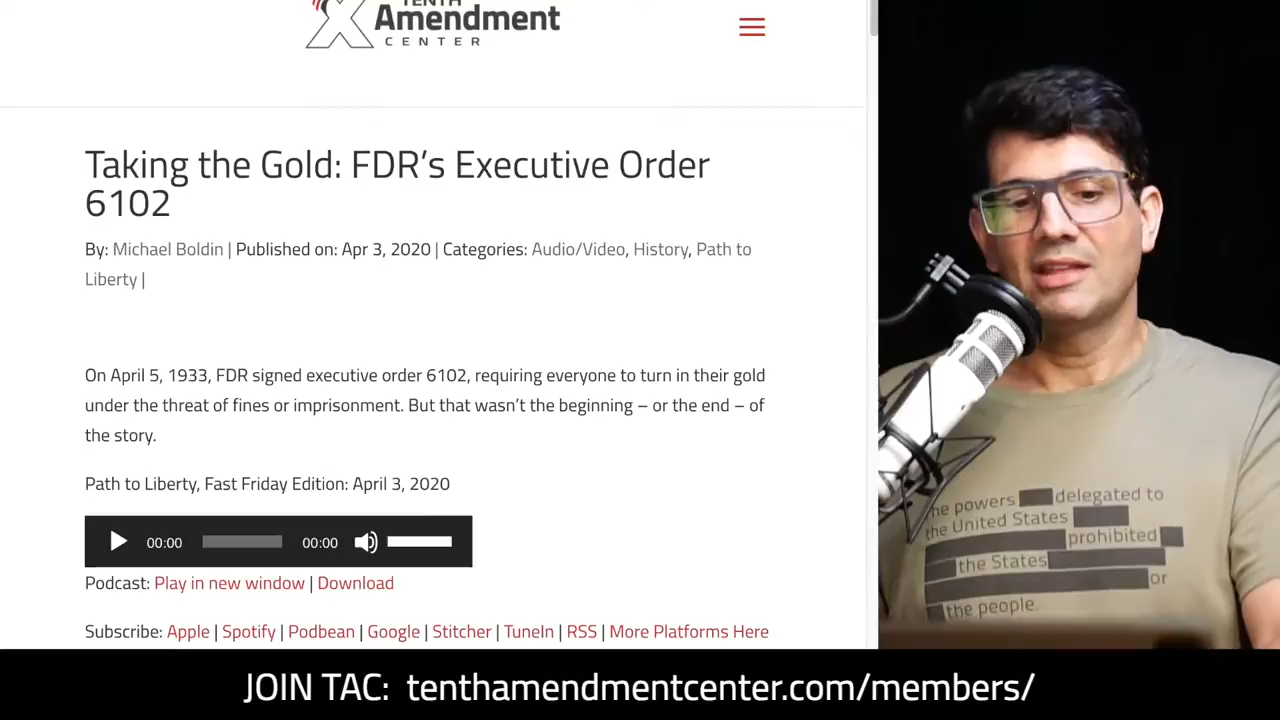 TENTH
Amendment
CENTER
Taking the Gold: FDR’s Executive Order
6102
By: Michael Boldin | Published on: Apr 3, 2020 | Categories: Audio/Video, History, Path to
Liberty |
On April 5, 1933, FDR signed executive order 6102, requiring everyone to turn in their gold
under the threat of fines or imprisonment. But that wasn’t the beginning – or the end – of
the story.
Path to Liberty, Fast Friday Edition: April 3, 2020
00:00 00:00
Podcast: Play in new window | Download
Subscribe: Apple | Spotify | Podbean | Google | Stitcher | TuneIn | RSS | More Platforms Here
he powers delegated to
the United States
prohibited
the States
or
the people.
JOIN TAC: tenthamendmentcenter.com/members/